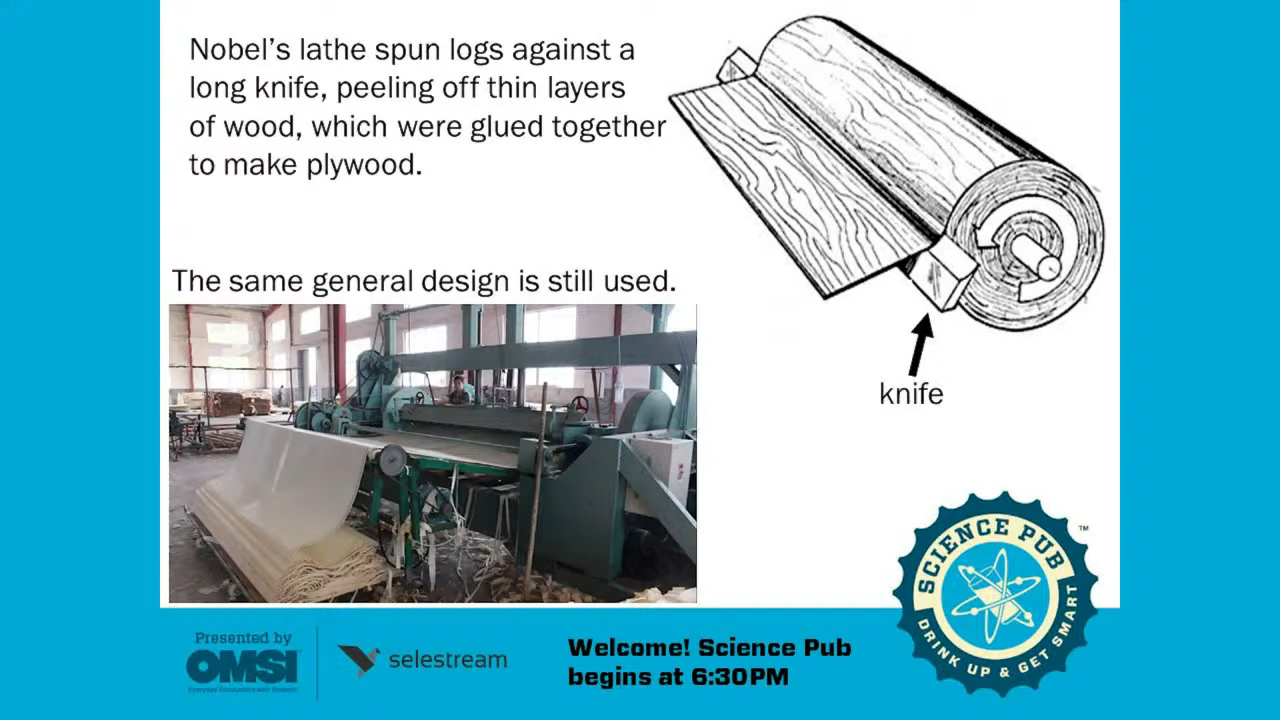 Nobel’s lathe spun logs against a
long knife, peeling off thin layers
of wood, which were glued together
to make plywood.
The same general design is still used.
knife
SCIENCE PUB
DRINK UP & GET SMART
™
Presented by
OMSI
selestream
Welcome! Science Pub
begins at 6:30PM